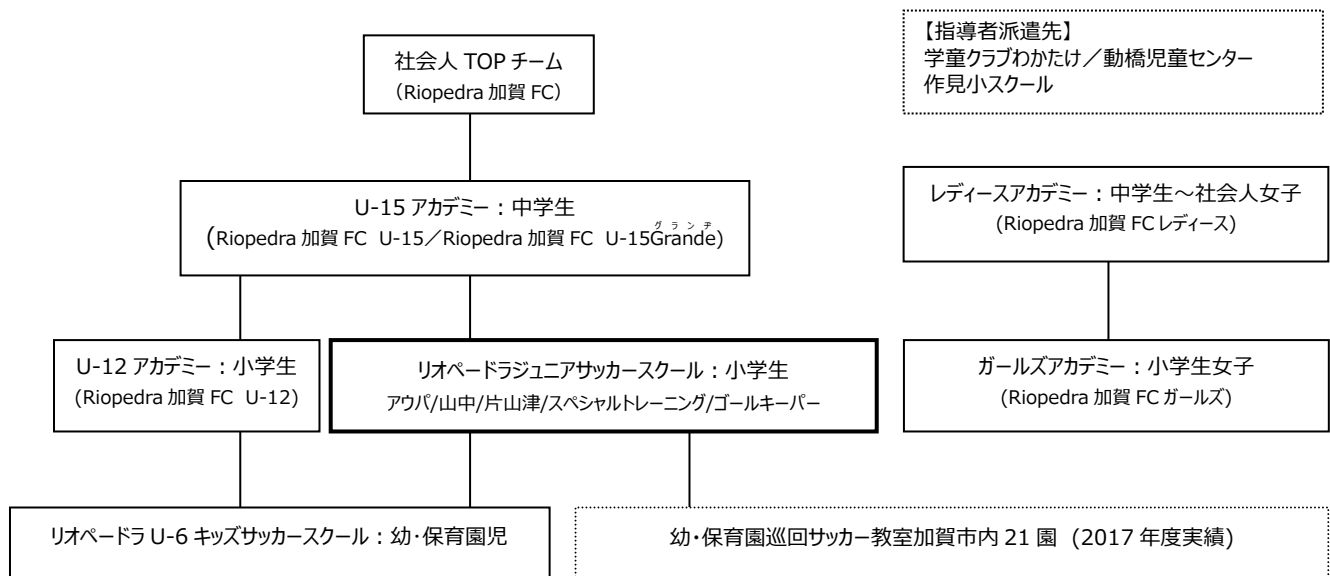 社会人 TOP チーム
（Riopedra 加賀 FC）
【指導者派遣先】
学童クラブわかたけ／動橋児童センター
作見小スクール
U-15 アカデミー：中学生
(Riopedra 加賀 FC U-15／Riopedra 加賀 FC U-15Grande)
グランヂ
レディースアカデミー：中学生～社会人女子
(Riopedra 加賀 FC レディース)
U-12 アカデミー：小学生
(Riopedra 加賀 FC U-12)
リオペードラジュニアサッカースクール：小学生
アウパ/山中/片山津/スペシャルトレーニング/ゴールキーパー
ガールズアカデミー：小学生女子
(Riopedra 加賀 FC ガールズ)
リオペードラ U-6 キッズサッカースクール：幼・保育園児
幼・保育園巡回サッカー教室加賀市内 21 園 (2017 年度実績)